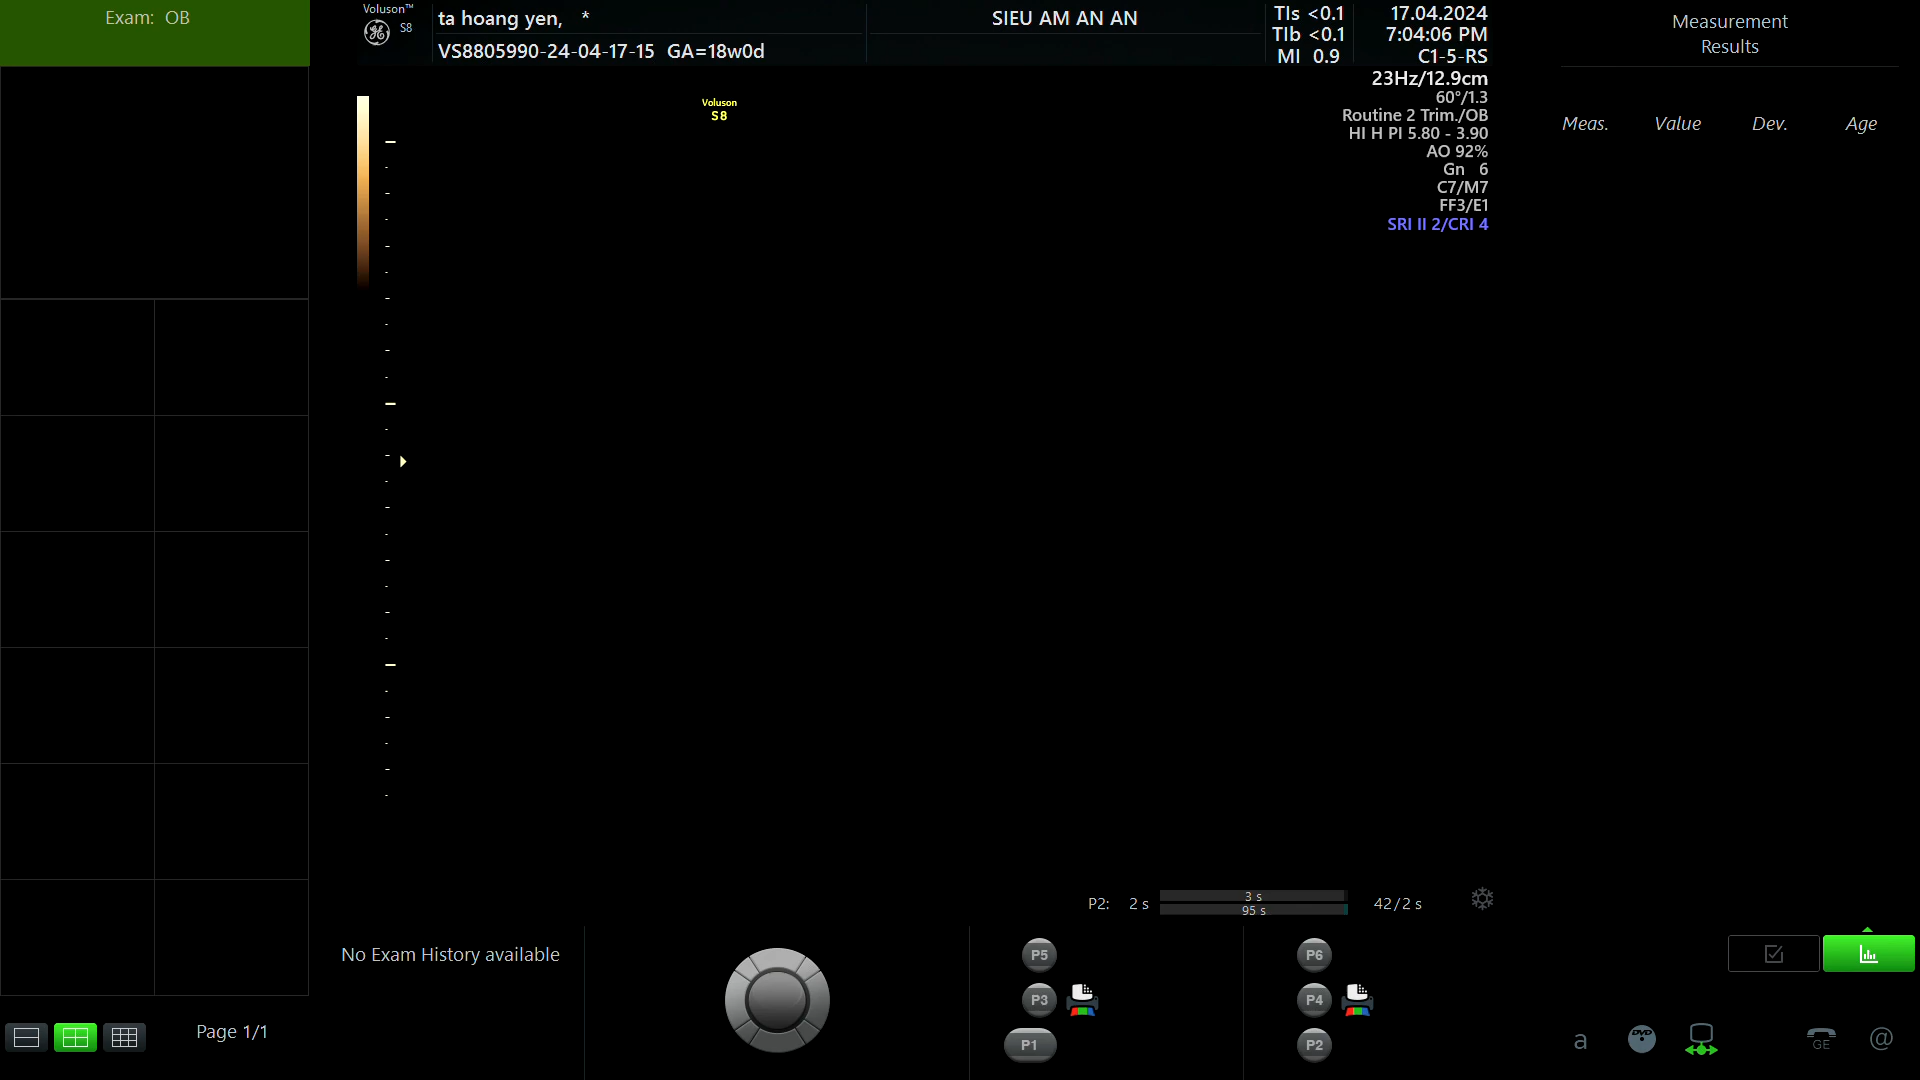 Exam: OB
Voluson™
S8
ta hoang yen, *
VS8805990-24-04-17-15 GA=18w0d
SIEU AM AN AN
TIs <0.1
TIb <0.1
MI 0.9
17.04.2024
7:04:06 PM
C1-5-RS
23Hz/12.9cm
60°/1.3
Routine 2 Trim./OB
HI H PI 5.80 - 3.90
AO 92%
Gn 6
C7/M7
FF3/E1
SRI II 2/CRI 4
Voluson
S8
Measurement
Results
Meas. Value Dev. Age
P2: 2 s
3 s
95 s
42/2 s
No Exam History available
P5
P3
P1
P6
P4
P2
Page 1/1
a
DVD
GE
@